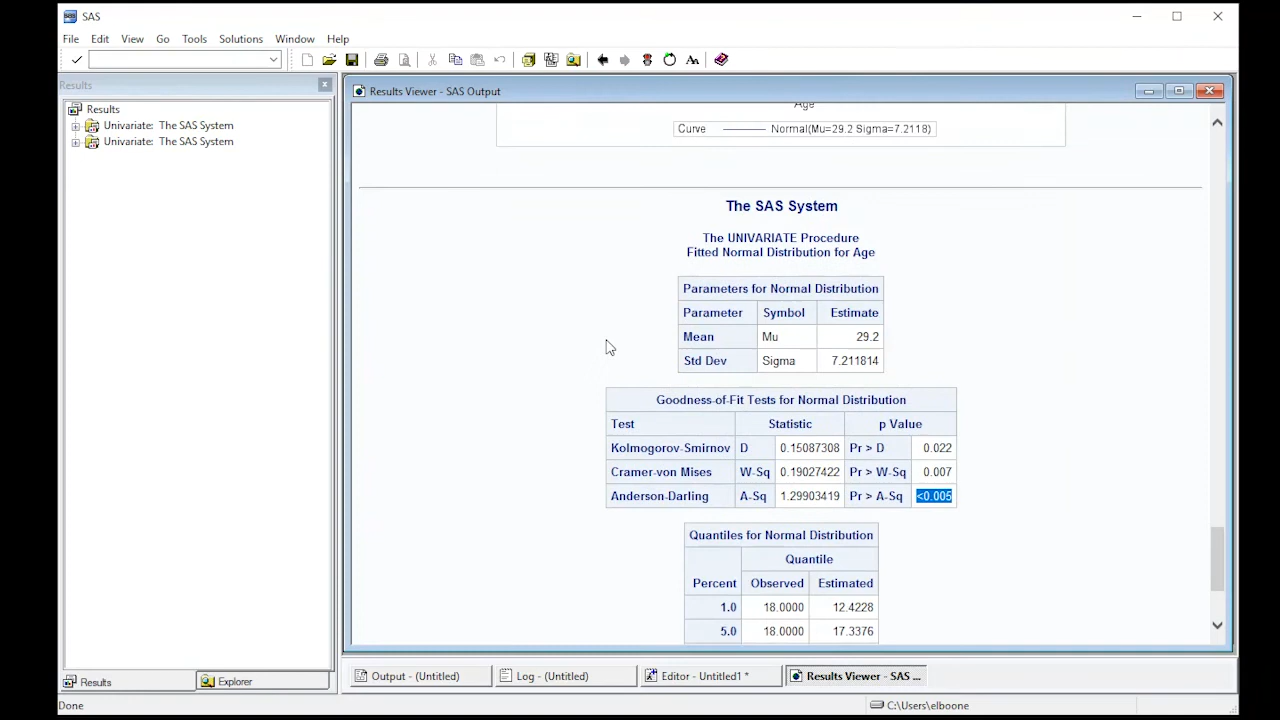 SAS
File Edit View Go Tools Solutions Window Help
Results
Results
Univariate: The SAS System
Univariate: The SAS System
Results Viewer - SAS Output
Age
Curve Normal(Mu=29.2 Sigma=7.2118)
The SAS System
The UNIVARIATE Procedure
Fitted Normal Distribution for Age
Parameters for Normal Distribution
Parameter Symbol Estimate
Mean Mu 29.2
Std Dev Sigma 7.211814
Goodness-of-Fit Tests for Normal Distribution
Test Statistic p Value
Kolmogorov-Smirnov D 0.15087308 Pr > D 0.022
Cramer-von Mises W-Sq 0.19027422 Pr > W-Sq 0.007
Anderson-Darling A-Sq 1.29903419 Pr > A-Sq <0.005
Quantiles for Normal Distribution
Quantile
Percent Observed Estimated
1.0 18.0000 12.4228
5.0 18.0000 17.3376
Results Explorer
Output - (Untitled) Log - (Untitled) Editor - Untitled1 * Results Viewer - SAS ...
Done C:\Users\elboone